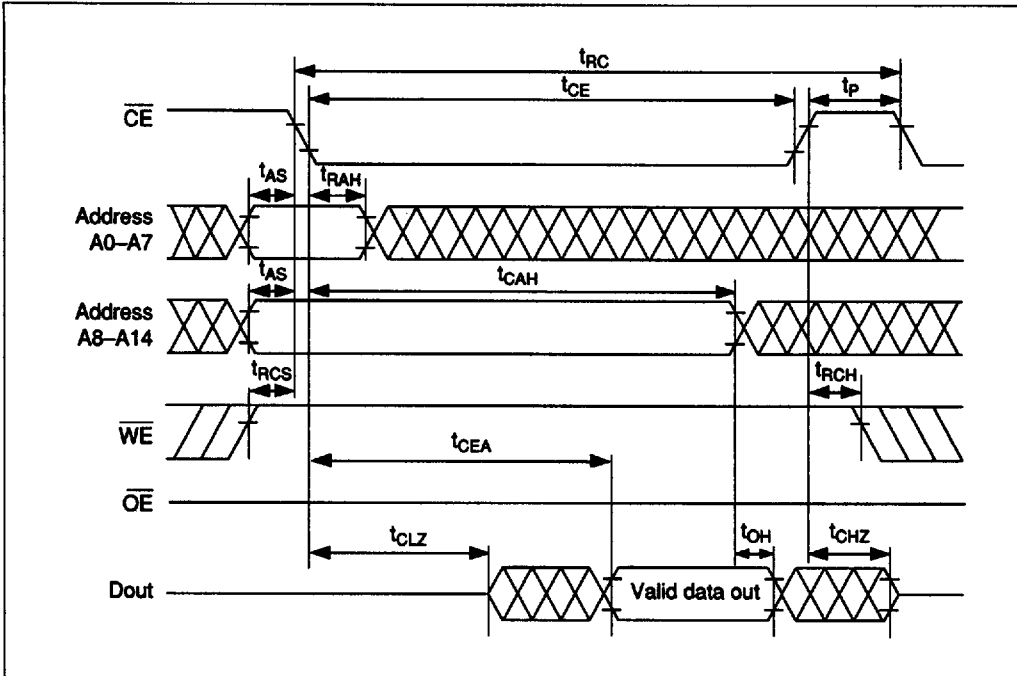 tRC
tCE
tP
CE
tAS
tRAH
Address
A0–A7
tAS
tCAH
Address
A8–A14
tRCS
tRCH
WE
tCEA
OE
tCLZ
tOH
tCHZ
Dout
Valid data out